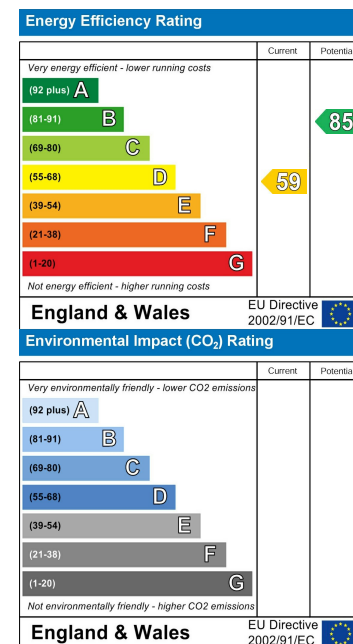 Energy Efficiency Rating
Current Potentia
Very energy efficient - lower running costs
(92 plus) A
(81-91) B
85
(69-80) C
(55-68) D
59
(39-54) E
(21-38) F
(1-20) G
Not energy efficient - higher running costs
England & Wales
EU Directive
2002/91/EC
Environmental Impact (CO₂) Rating
Current Potentia
Very environmentally friendly - lower CO2 emissions
(92 plus) A
(81-91) B
(69-80) C
(55-68) D
(39-54) E
(21-38) F
(1-20) G
Not environmentally friendly - higher CO2 emissions
England & Wales
EU Directive
2002/91/EC